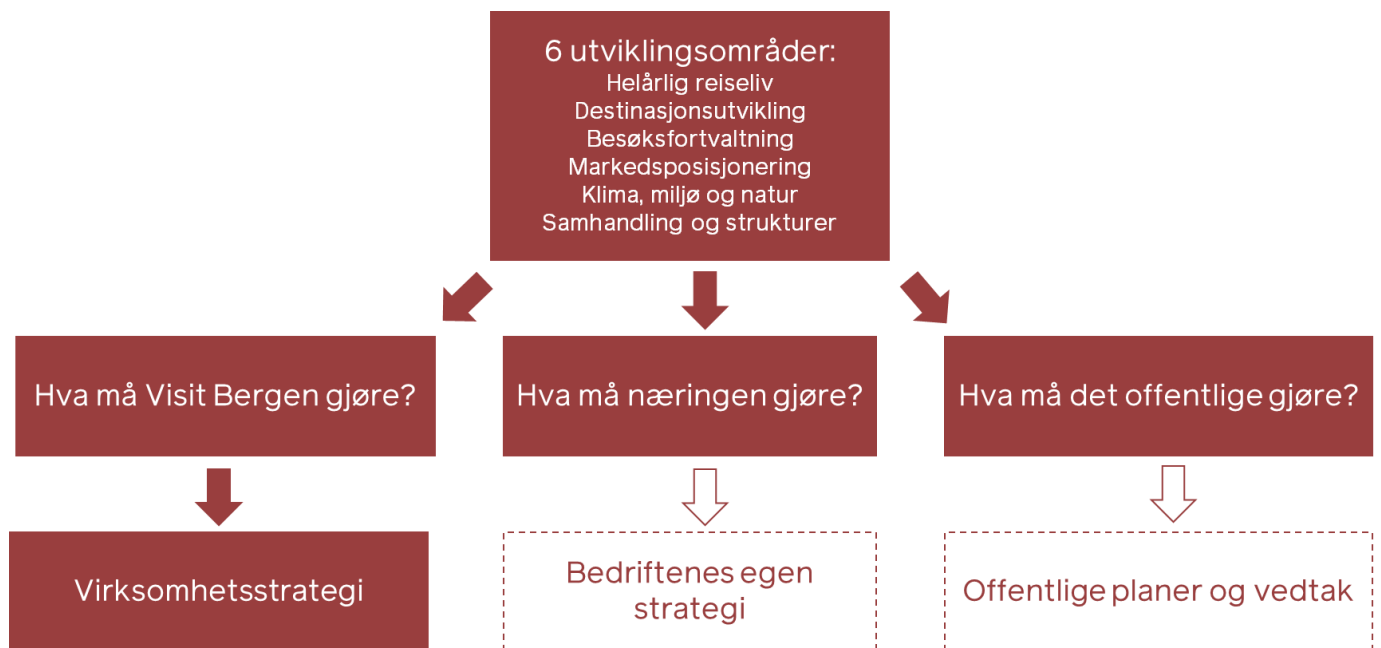 6 utviklingsområder:
Helårlig reiseliv
Destinasjonsutvikling
Besøksfortvaltning
Markedsposisjonering
Klima, miljø og natur
Samhandling og strukturer
Hva må Visit Bergen gjøre?
Hva må næringen gjøre?
Hva må det offentlige gjøre?
Virksomhetsstrategi
Bedriftenes egen
strategi
Offentlige planer og vedtak